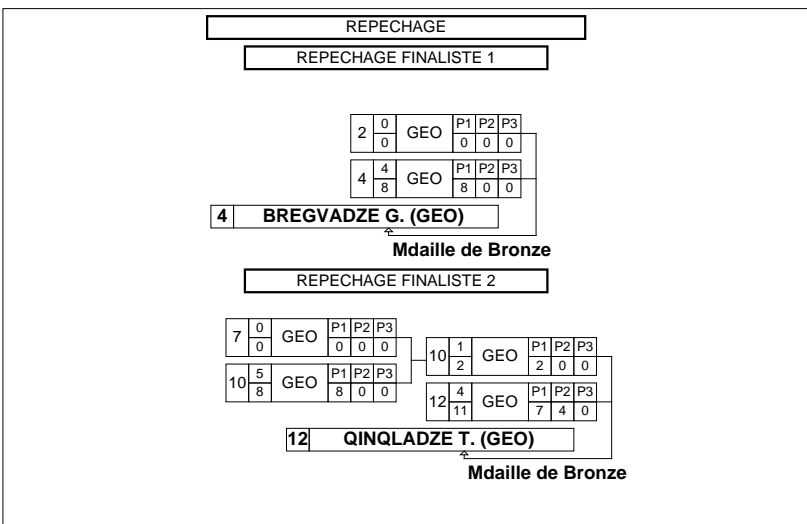 REPECHAGE
REPECHAGE FINALISTE 1
2 0 GEO P1 P2 P3
0 0 0 0
4 4 GEO P1 P2 P3
8 8 0 0
4 BREGVADZE G. (GEO)
Mdaille de Bronze
REPECHAGE FINALISTE 2
7 0 GEO P1 P2 P3
0 0 0 0
10 5 GEO P1 P2 P3
8 8 0 0
10 1 GEO P1 P2 P3
2 2 0 0
12 4 GEO P1 P2 P3
11 7 4 0
12 QINQLADZE T. (GEO)
Mdaille de Bronze